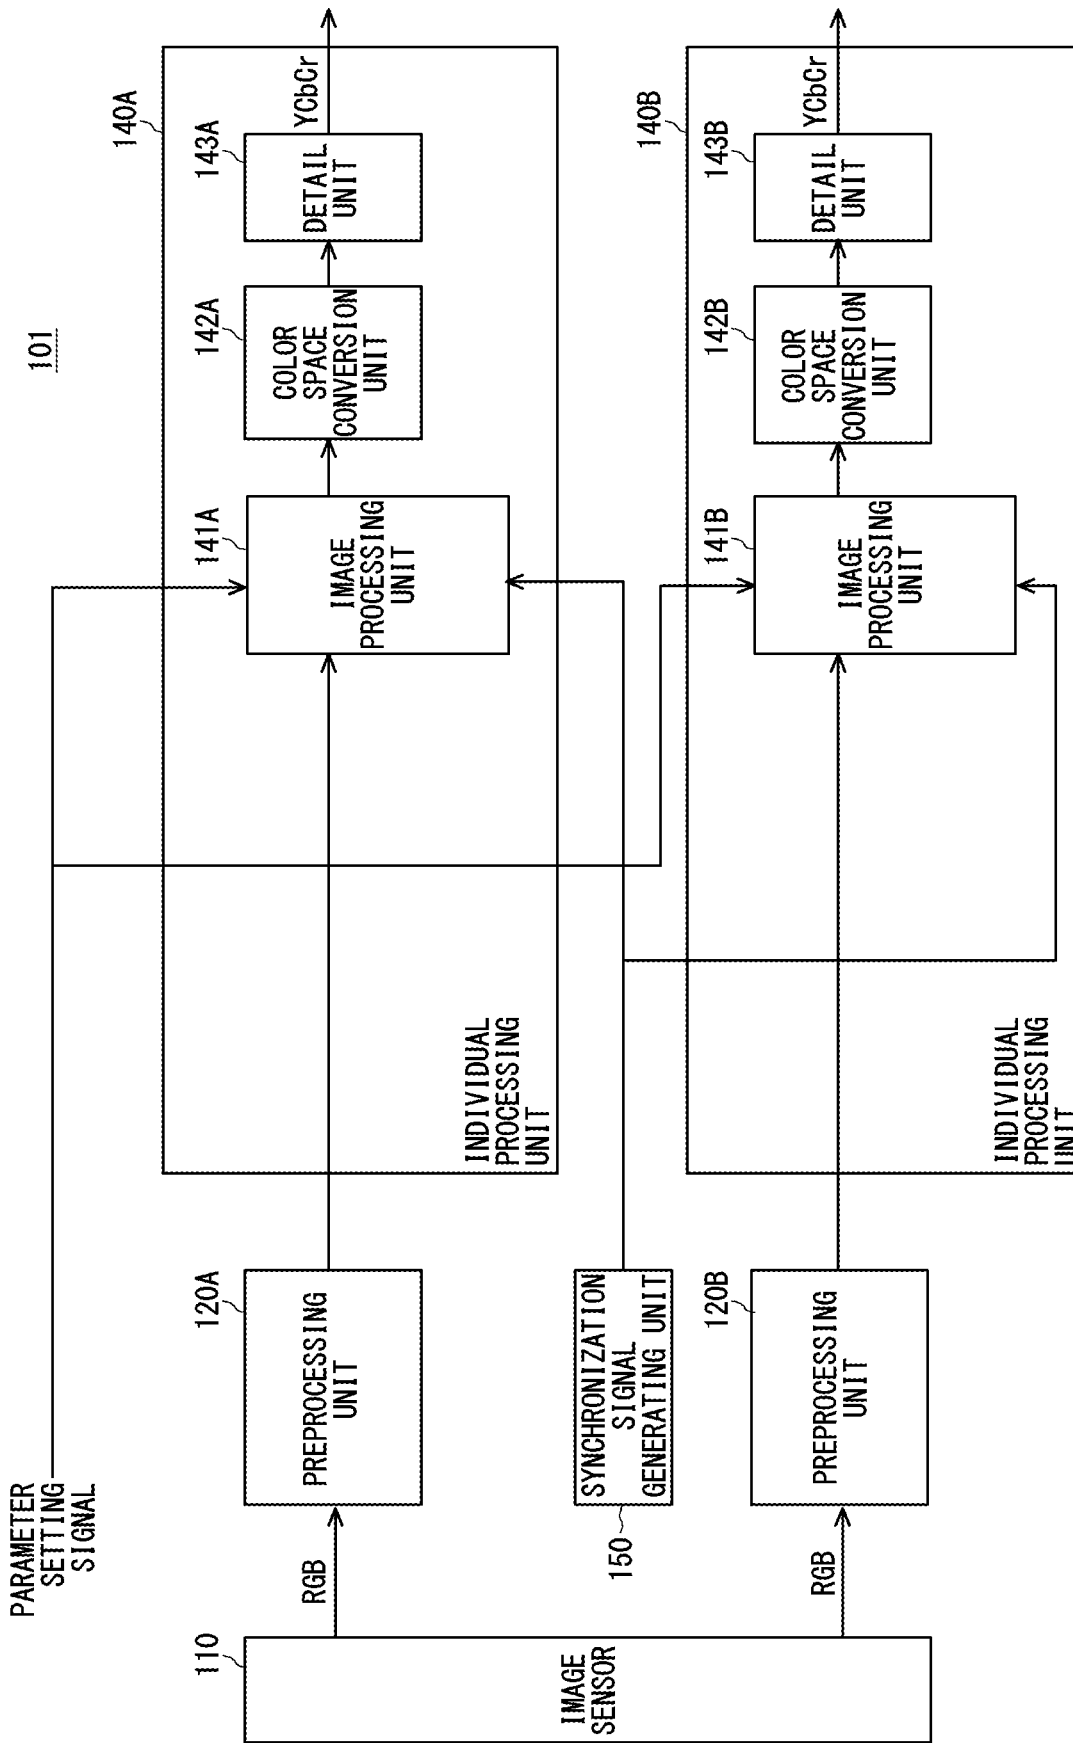 101
PARAMETER
SETTING
SIGNAL
110
IMAGE
SENSOR
RGB
120A
PREPROCESSING
UNIT
140A
INDIVIDUAL
PROCESSING
UNIT
141A
IMAGE
PROCESSING
UNIT
142A
COLOR
SPACE
CONVERSION
UNIT
143A
DETAIL
UNIT
YCbCr
SYNCHRONIZATION
SIGNAL
GENERATING UNIT
150
RGB
120B
PREPROCESSING
UNIT
140B
INDIVIDUAL
PROCESSING
UNIT
141B
IMAGE
PROCESSING
UNIT
142B
COLOR
SPACE
CONVERSION
UNIT
143B
DETAIL
UNIT
YCbCr